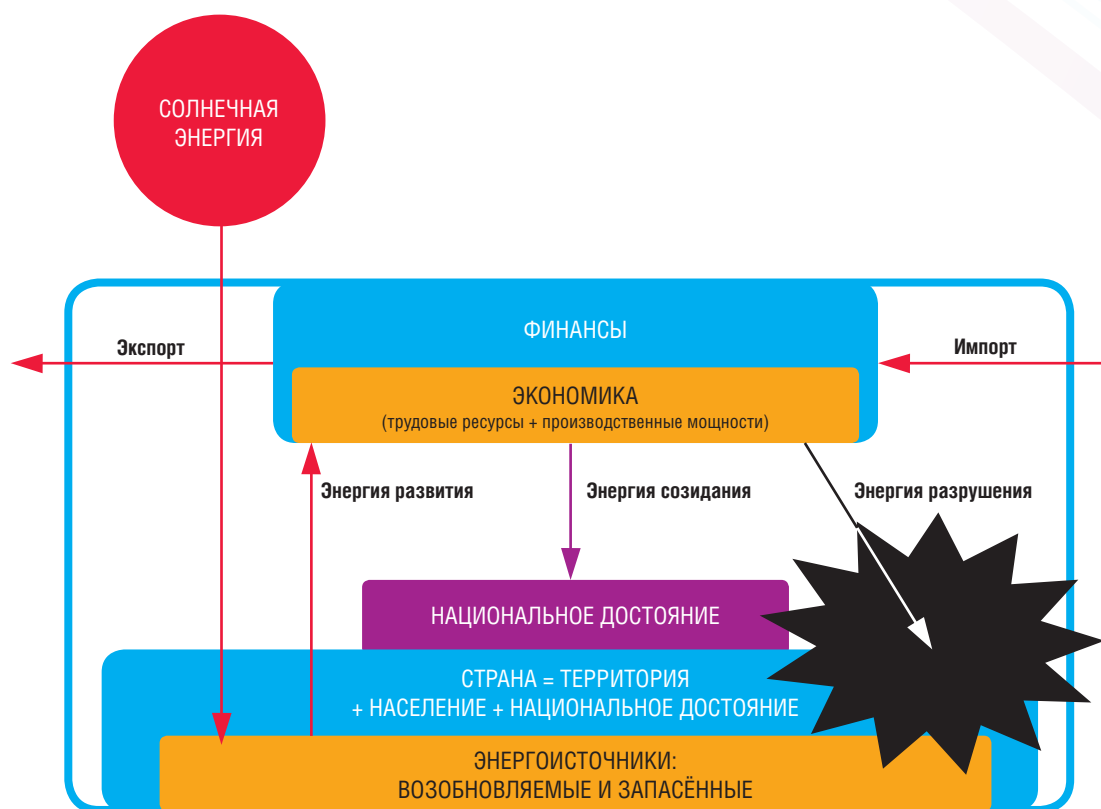 СОЛНЕЧНАЯ
ЭНЕРГИЯ
ФИНАНСЫ
Экспорт
Импорт
ЭКОНОМИКА
(трудовые ресурсы + производственные мощности)
Энергия развития
Энергия созидания
Энергия разрушения
НАЦИОНАЛЬНОЕ ДОСТОЯНИЕ
СТРАНА = ТЕРРИТОРИЯ
+ НАСЕЛЕНИЕ + НАЦИОНАЛЬНОЕ ДОСТОЯНИЕ
ЭНЕРГОИСТОЧНИКИ:
ВОЗОБНОВЛЯЕМЫЕ И ЗАПАСЁННЫЕ